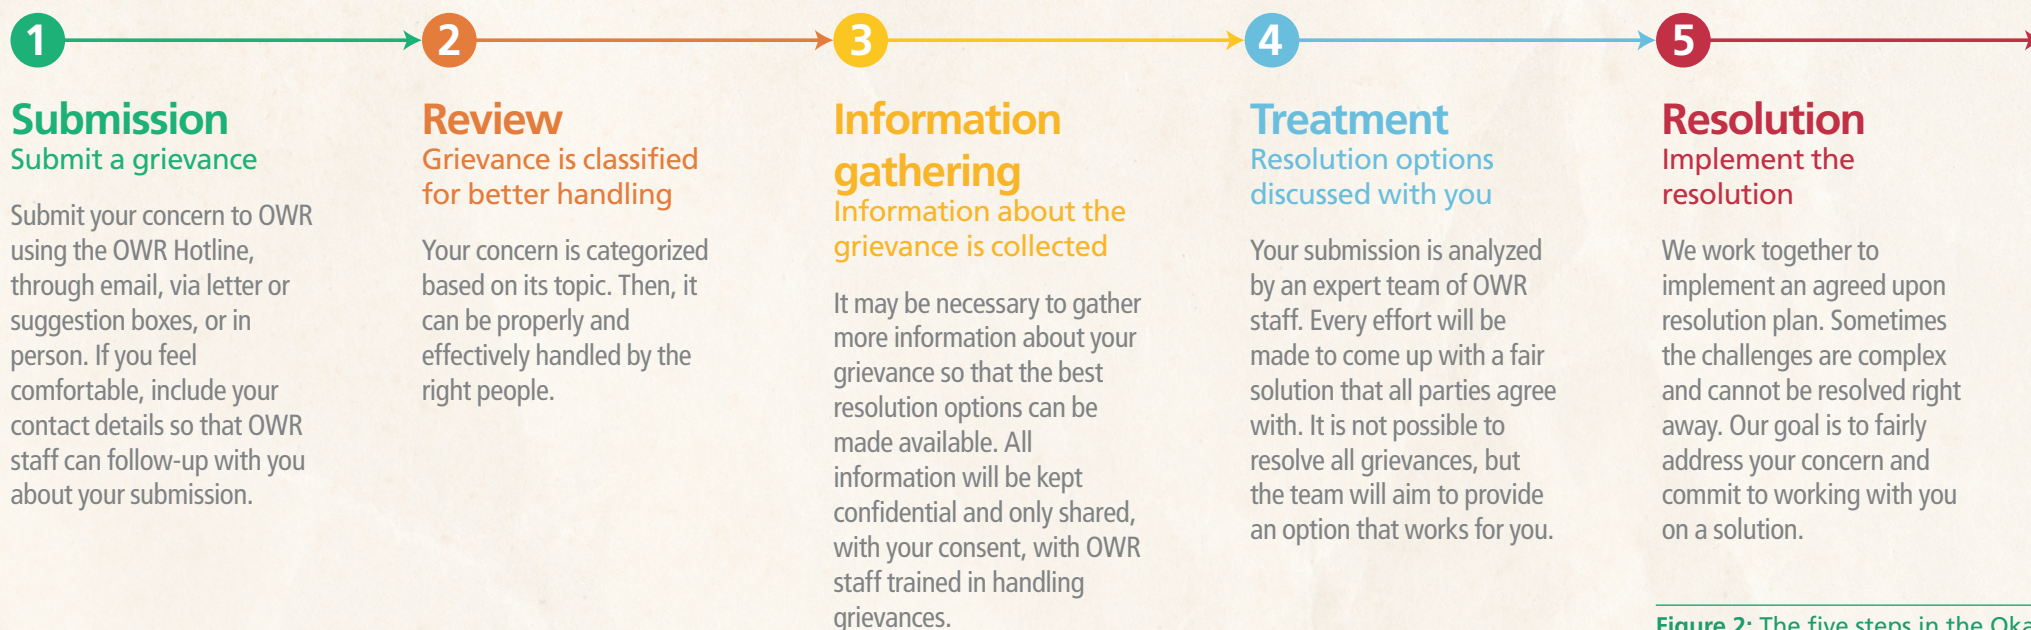 1
Submission
Submit a grievance
Submit your concern to OWR
using the OWR Hotline,
through email, via letter or
suggestion boxes, or in
person. If you feel
comfortable, include your
contact details so that OWR
staff can follow-up with you
about your submission.
2
Review
Grievance is classified
for better handling
Your concern is categorized
based on its topic. Then, it
can be properly and
effectively handled by the
right people.
3
Information
gathering
Information about the
grievance is collected
It may be necessary to gather
more information about your
grievance so that the best
resolution options can be
made available. All
information will be kept
confidential and only shared,
with your consent, with OWR
staff trained in handling
grievances.
4
Treatment
Resolution options
discussed with you
Your submission is analyzed
by an expert team of OWR
staff. Every effort will be
made to come up with a fair
solution that all parties agree
with. It is not possible to
resolve all grievances, but
the team will aim to provide
an option that works for you.
5
Resolution
Implement the
resolution
We work together to
implement an agreed upon
resolution plan. Sometimes
the challenges are complex
and cannot be resolved right
away. Our goal is to fairly
address your concern and
commit to working with you
on a solution.
Figure 2: The five steps in the Oka